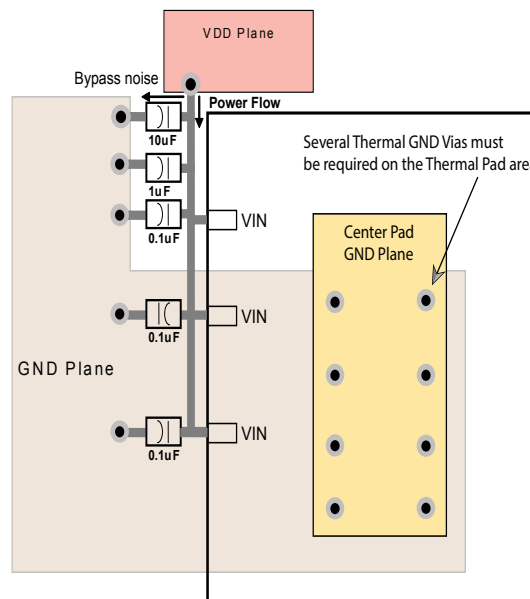 VDD Plane
Bypass noise
Power Flow
10uF
Several Thermal GND Vias must
be required on the Thermal Pad are
1uF
0.1uF
VIN
Center Pad
GND Plane
VIN
0.1uF
GND Plane
VIN
0.1uF